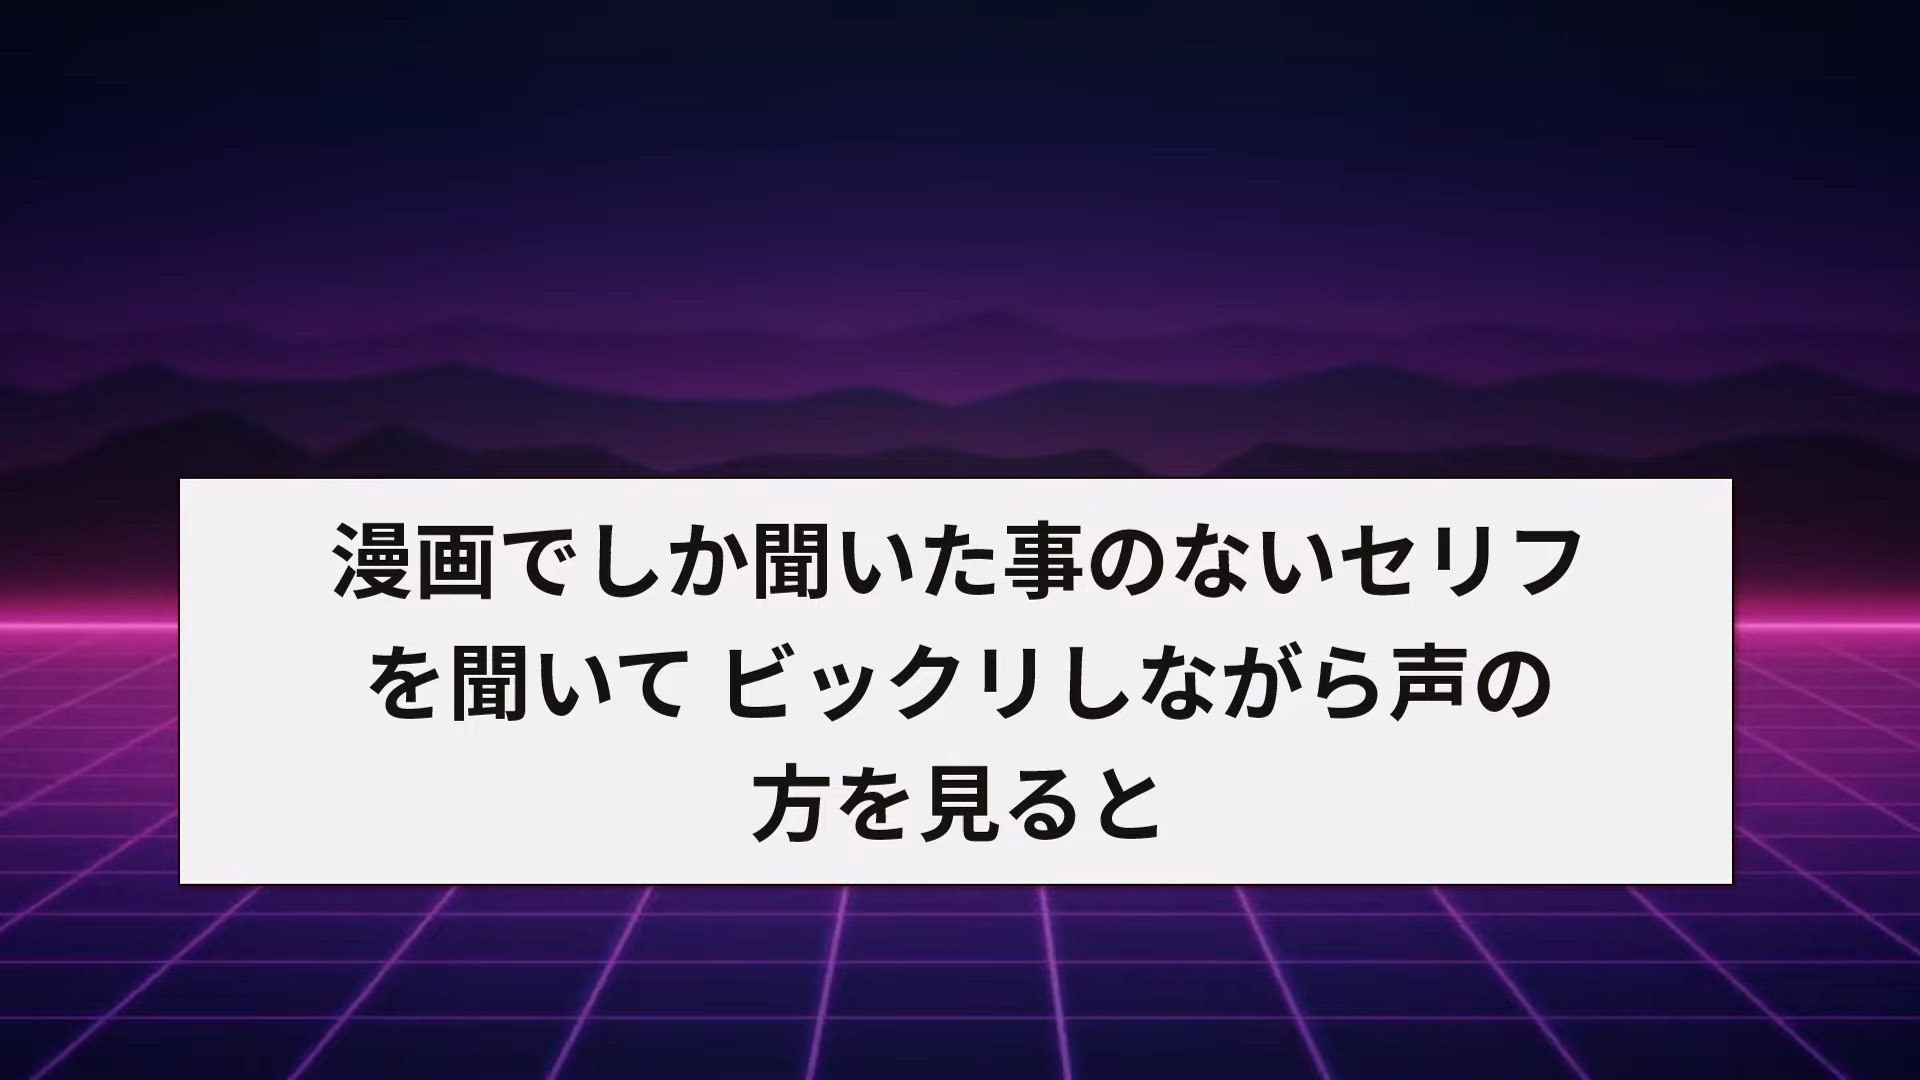 漫画でしか聞いた事のないセリフ
を聞いて ビックリしながら声の
方を見ると